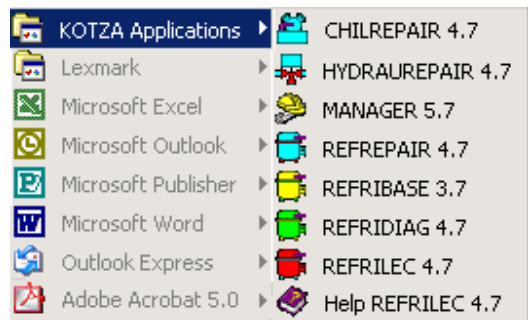 KOTZA Applications
Lexmark
Microsoft Excel
Microsoft Outlook
Microsoft Publisher
Microsoft Word
Outlook Express
Adobe Acrobat 5.0
CHILREPAIR 4.7
HYDRAUREPAIR 4.7
MANAGER 5.7
REFREPAIR 4.7
REFRIBASE 3.7
REFRIDIAG 4.7
REFRILEC 4.7
Help REFRILEC 4.7